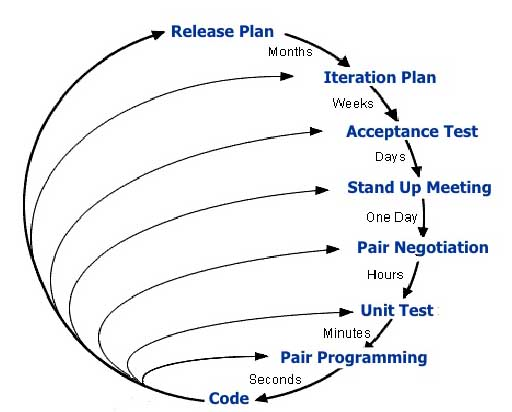 Release Plan
Months
Iteration Plan
Weeks
Acceptance Test
Days
Stand Up Meeting
One Day
Pair Negotiation
Hours
Unit Test
Minutes
Pair Programming
Seconds
Code